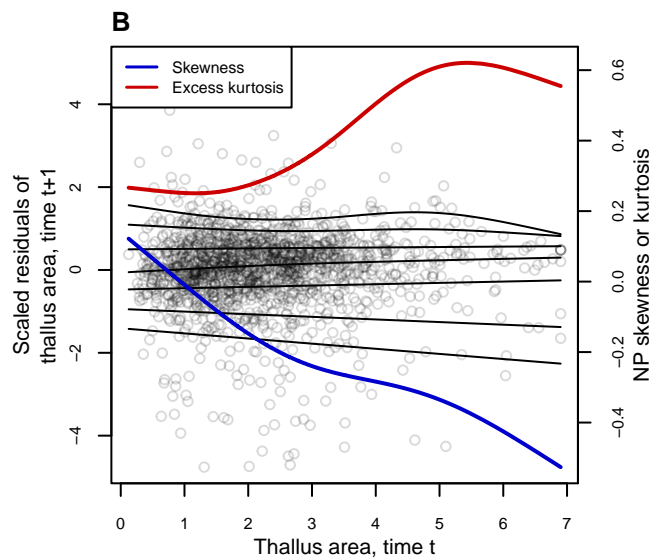 B
Skewness
Excess kurtosis
Scaled residuals of
thallus area, time t+1
4
2
0
−2
−4
0.6
0.4
0.2
0.0
−0.2
−0.4
NP skewness or kurtosis
0 1 2 3 4 5 6 7
Thallus area, time t